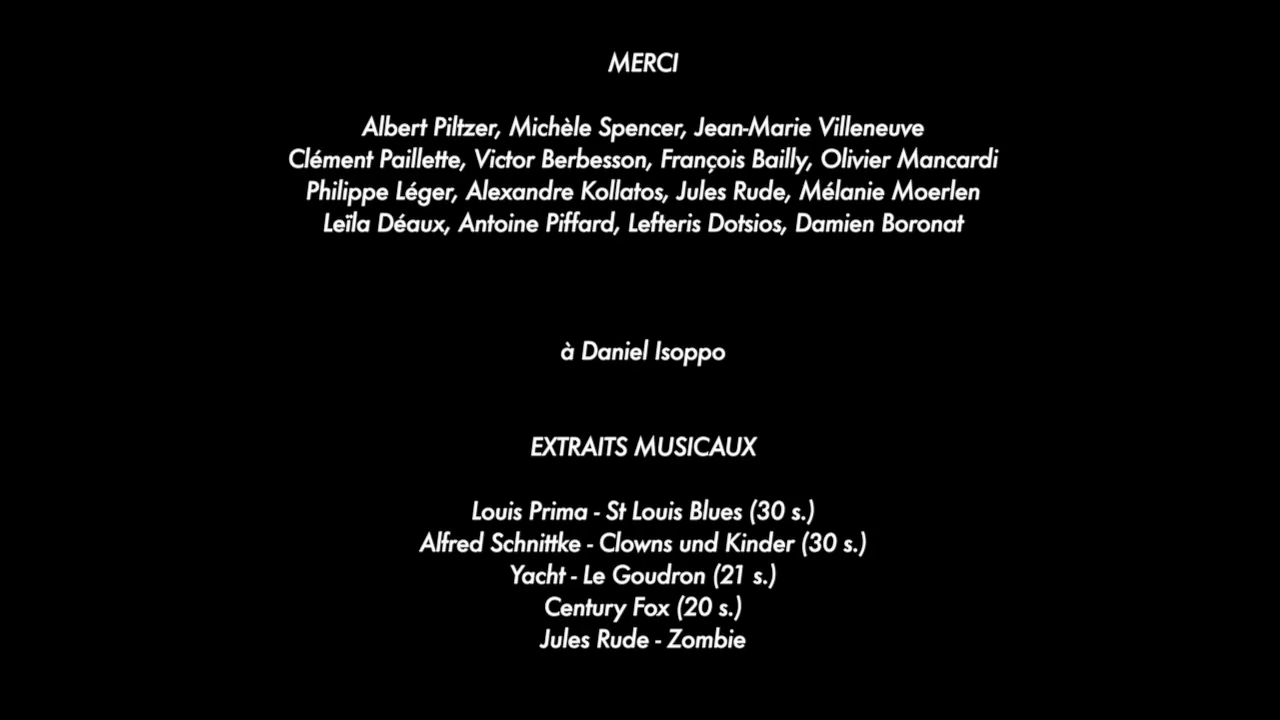 MERCI
Albert Piltzer, Michèle Spencer, Jean-Marie Villeneuve
Clément Paillette, Victor Berbesson, François Bailly, Olivier Mancardi
Philippe Léger, Alexandre Kollatos, Jules Rude, Mélanie Moerlen
Leïla Déaux, Antoine Piffard, Lefteris Dotsios, Damien Boronat
à Daniel Isoppo
EXTRAITS MUSICAUX
Louis Prima - St Louis Blues (30 s.)
Alfred Schnittke - Clowns und Kinder (30 s.)
Yacht - Le Goudron (21 s.)
Century Fox (20 s.)
Jules Rude - Zombie